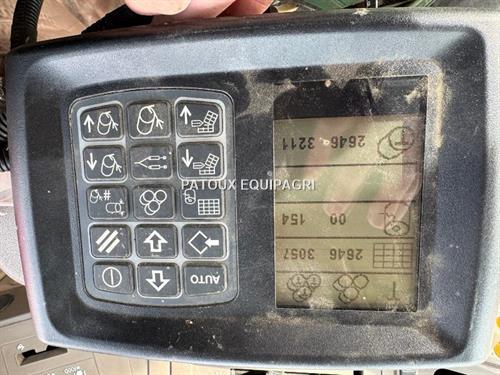 2646 3211
00 154
2646 3057
T
#
AUTO
PATOUX EQUIPAGRI